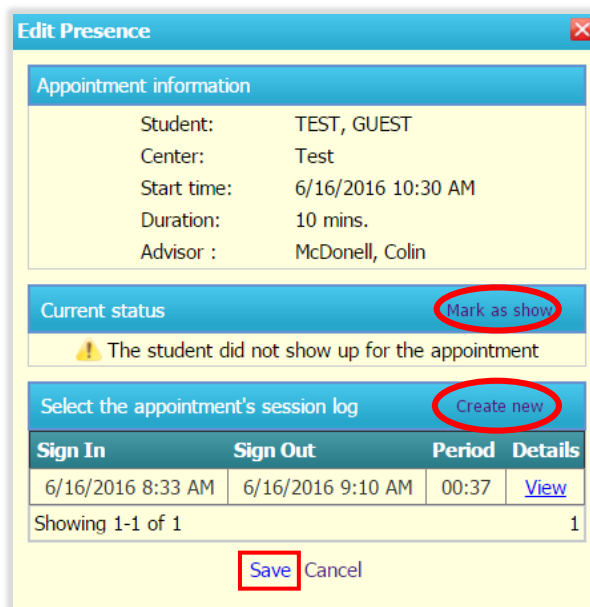 Edit Presence
Appointment information
Student: TEST, GUEST
Center: Test
Start time: 6/16/2016 10:30 AM
Duration: 10 mins.
Advisor : McDonell, Colin
Current status Mark as show
The student did not show up for the appointment
Select the appointment's session log Create new
Sign In Sign Out Period Details
6/16/2016 8:33 AM 6/16/2016 9:10 AM 00:37 View
Showing 1-1 of 1 1
Save Cancel